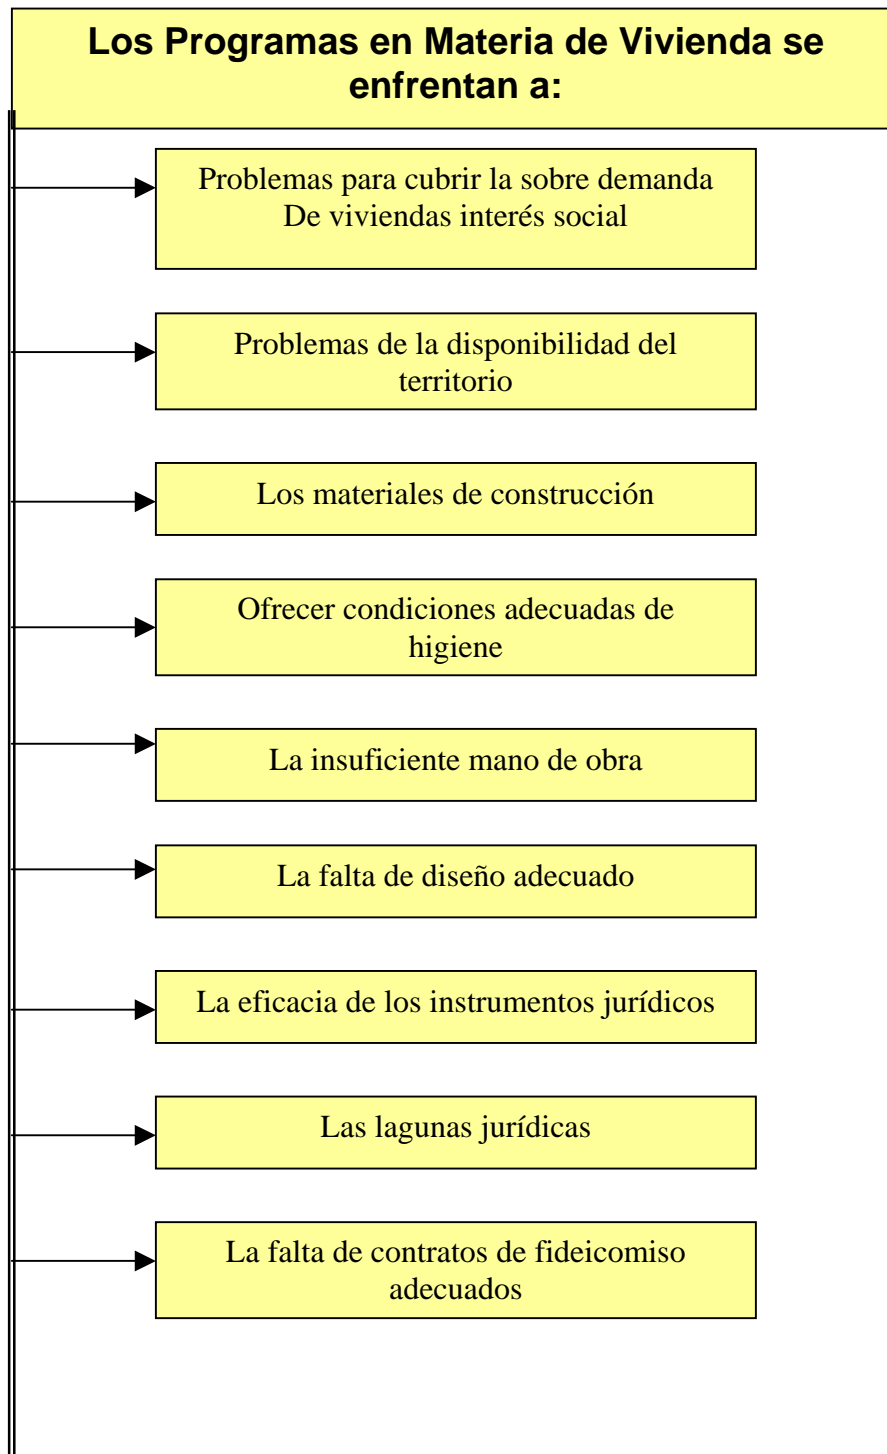 Los Programas en Materia de Vivienda se
enfrentan a:
Problemas para cubrir la sobre demanda
De viviendas interés social
Problemas de la disponibilidad del
territorio
Los materiales de construcción
Ofrecer condiciones adecuadas de
higiene
La insuficiente mano de obra
La falta de diseño adecuado
La eficacia de los instrumentos jurídicos
Las lagunas jurídicas
La falta de contratos de fideicomiso
adecuados